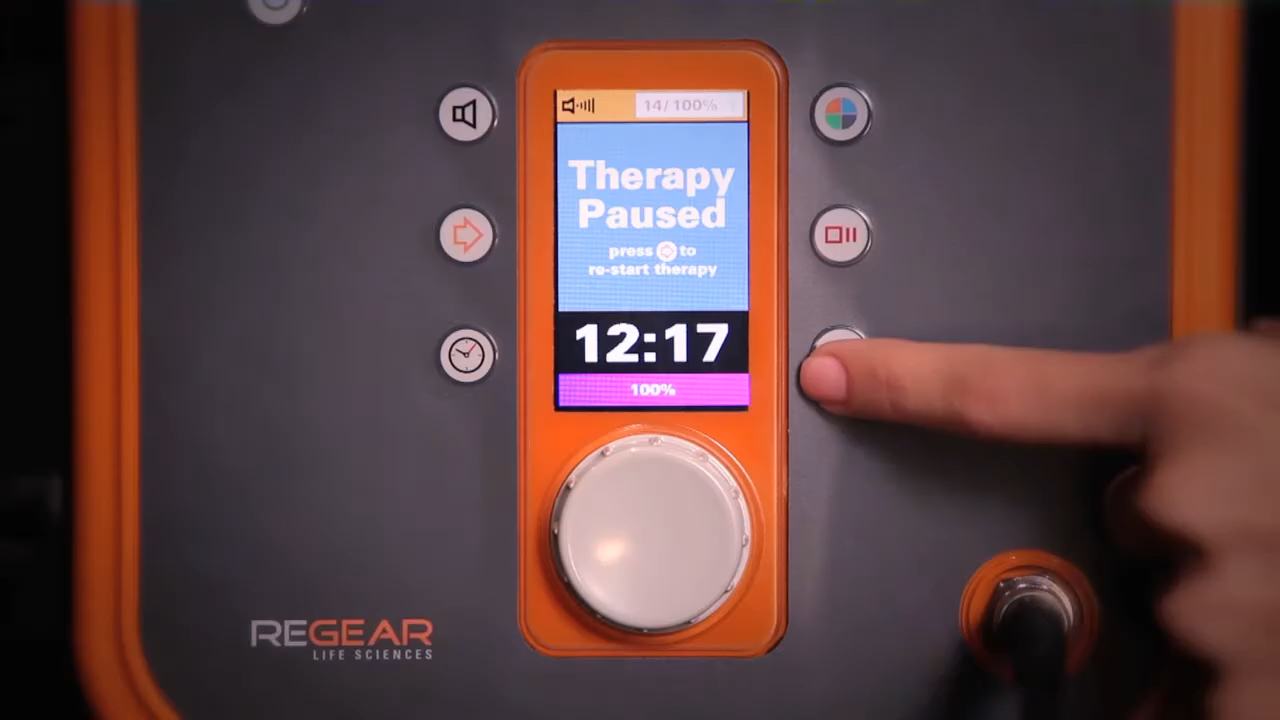 14/100%
Therapy
Paused
press to
re-start therapy
12:17
100%
REGEAR
LIFE SCIENCES